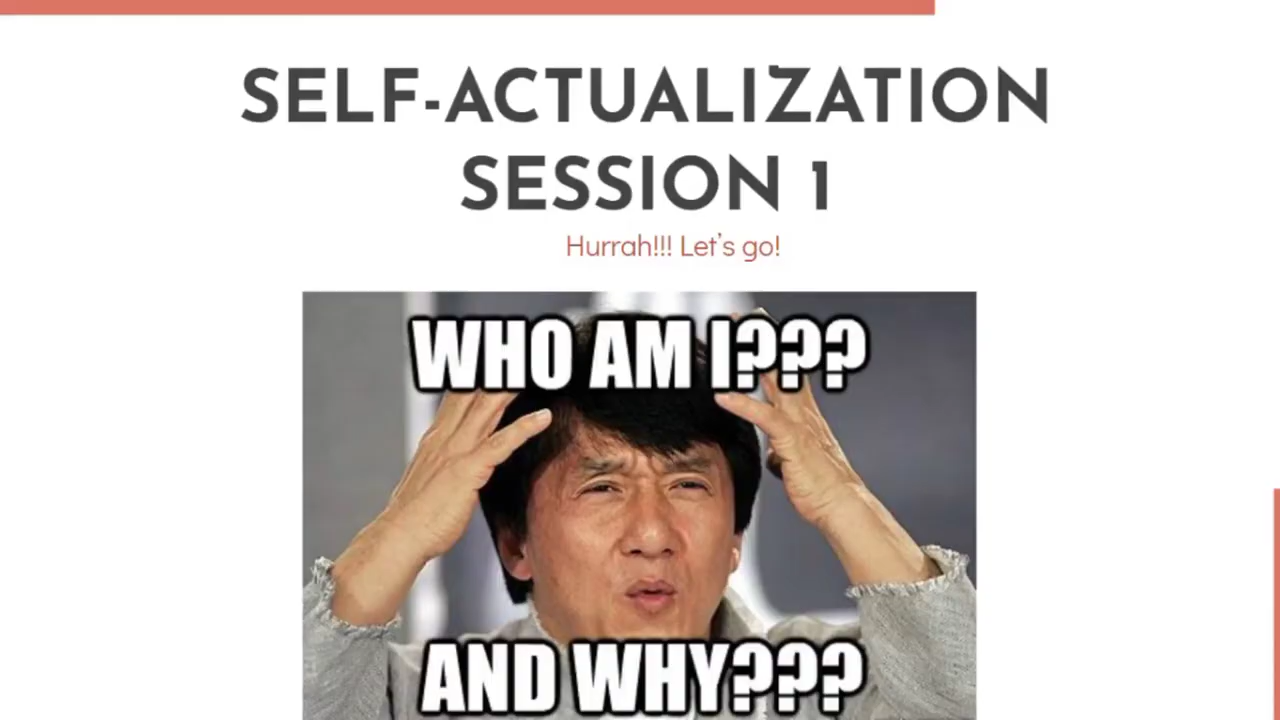 SELF-ACTUALIZATION
SESSION 1
Hurrah!!! Let's go!
WHO AM I???
AND WHY???